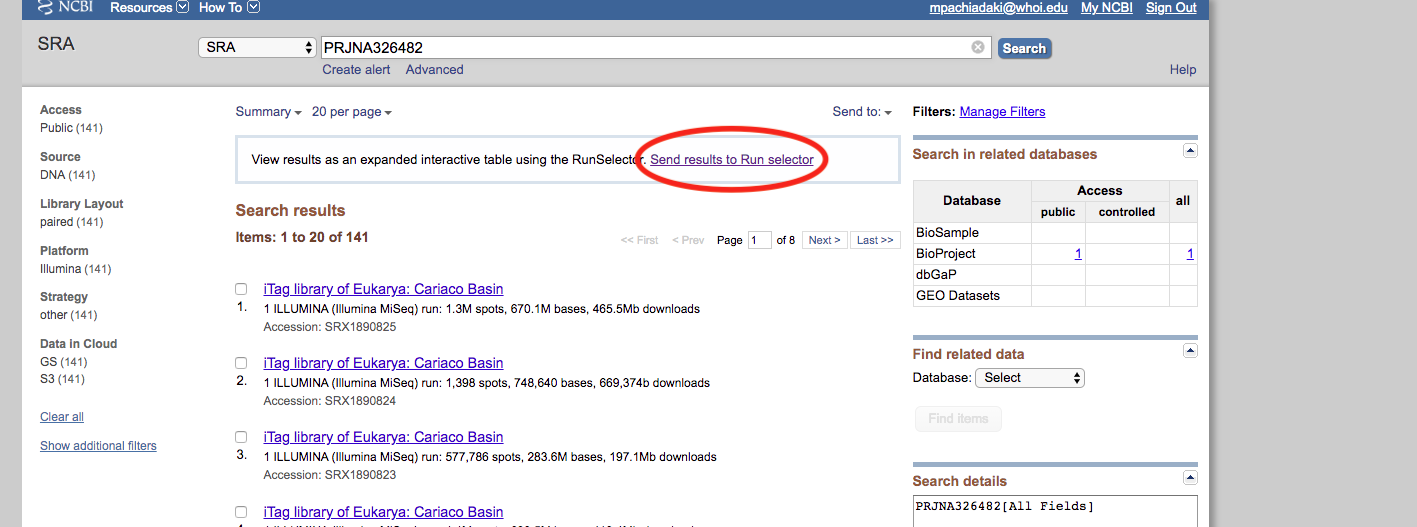 NCBI Resources How To mpachiadaki@whoi.edu My NCBI Sign Out
SRA SRA PRJNA326482 Search
Create alert Advanced Help
Access
Public (141)
Source
DNA (141)
Library Layout
paired (141)
Platform
Illumina (141)
Strategy
other (141)
Data in Cloud
GS (141)
S3 (141)
Clear all
Show additional filters
Summary 20 per page Send to:
View results as an expanded interactive table using the RunSelector. Send results to Run selector
Search results
Items: 1 to 20 of 141
<< First < Prev Page 1 of 8 Next > Last >>
iTag library of Eukarya: Cariaco Basin
1. 1 ILLUMINA (Illumina MiSeq) run: 1.3M spots, 670.1M bases, 465.5Mb downloads
Accession: SRX1890825
iTag library of Eukarya: Cariaco Basin
2. 1 ILLUMINA (Illumina MiSeq) run: 1,398 spots, 748,640 bases, 669,374b downloads
Accession: SRX1890824
iTag library of Eukarya: Cariaco Basin
3. 1 ILLUMINA (Illumina MiSeq) run: 577,786 spots, 283.6M bases, 197.1Mb downloads
Accession: SRX1890823
iTag library of Eukarya: Cariaco Basin
Filters: Manage Filters
Search in related databases
Database Access all
public controlled
BioSample
BioProject 1 1
dbGaP
GEO Datasets
Find related data
Database: Select
Find items
Search details
PRJNA326482[All Fields]